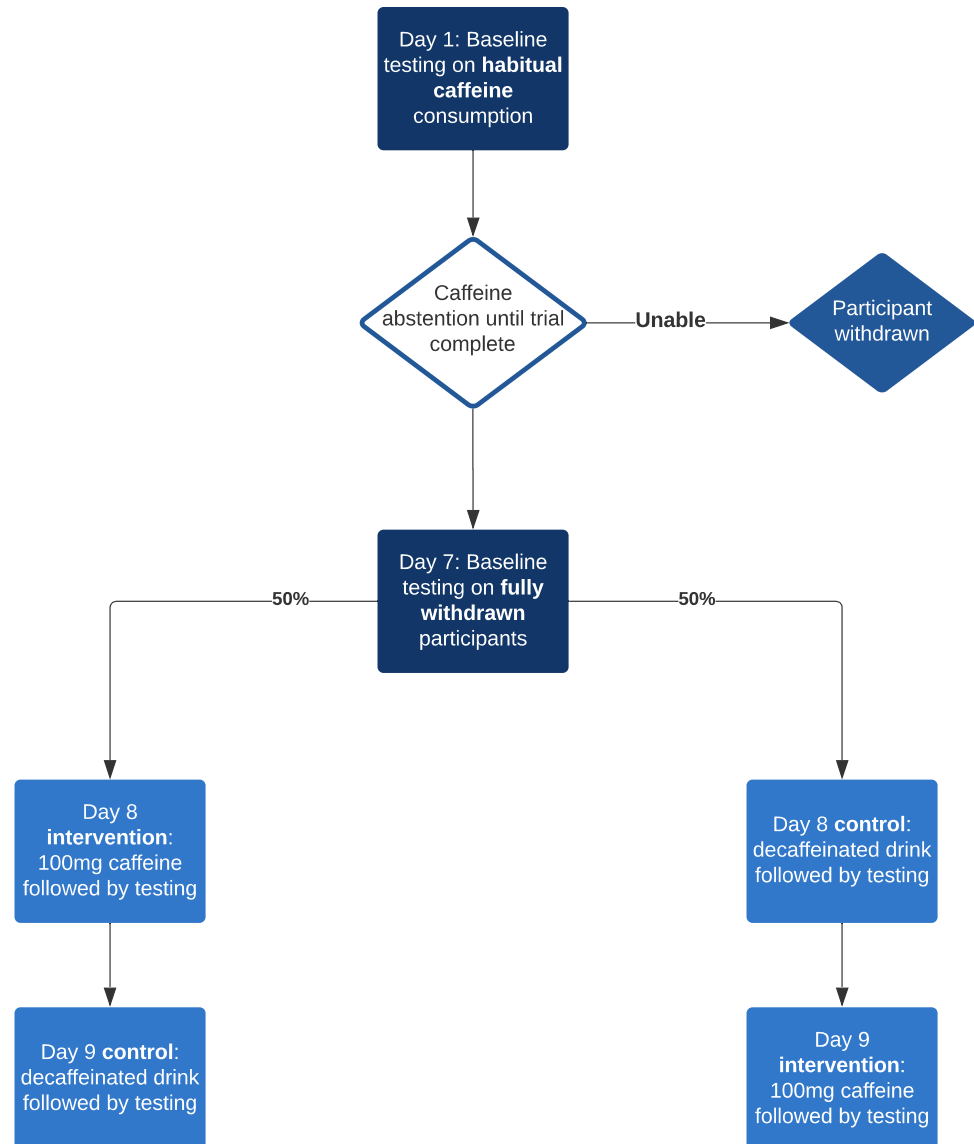 Day 1: Baseline
testing on habitual
caffeine
consumption
Caffeine
abstention until trial
complete
Unable
Participant
withdrawn
Day 7: Baseline
testing on fully
withdrawn
participants
50%
50%
Day 8
intervention:
100mg caffeine
followed by testing
Day 8 control:
decaffeinated drink
followed by testing
Day 9 control:
decaffeinated drink
followed by testing
Day 9
intervention:
100mg caffeine
followed by testing